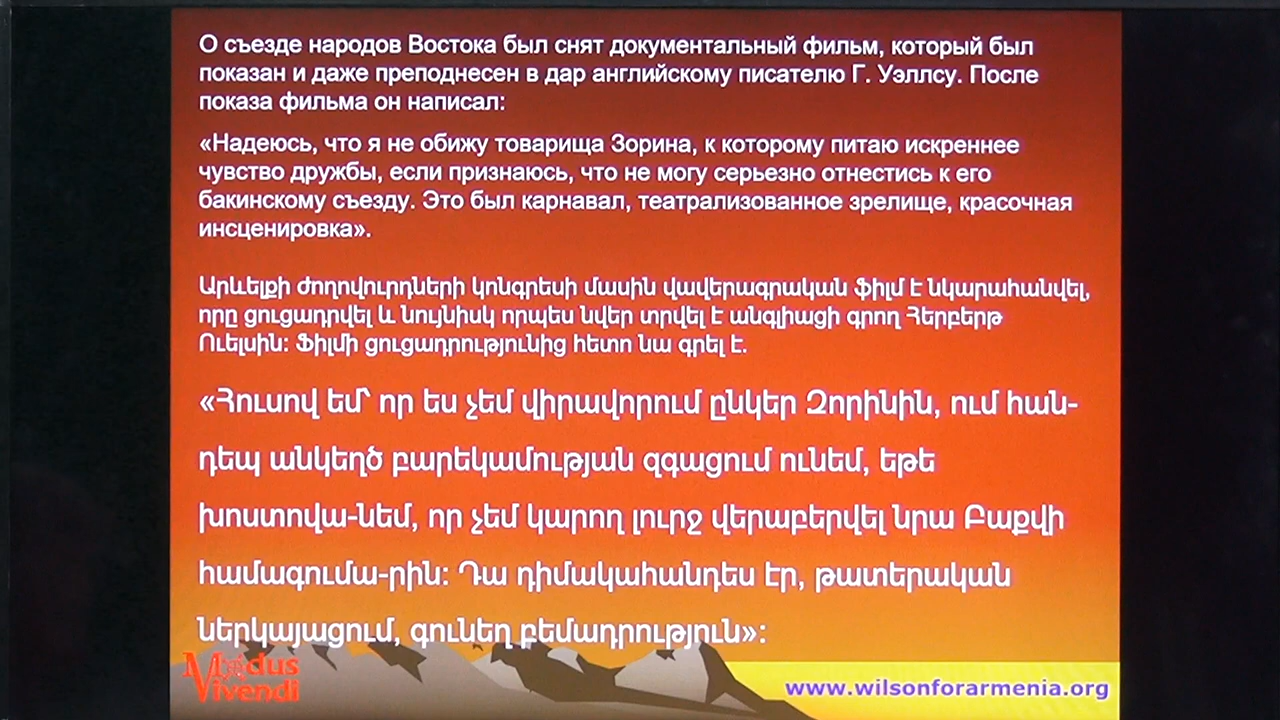 О съезде народов Востока был снят документальный фильм, который был
показан и даже преподнесен в дар английскому писателю Г. Уэллсу. После
показа фильма он написал:
«Надеюсь, что я не обижу товарища Зорина, к которому питаю искреннее
чувство дружбы, если признаюсь, что не могу серьезно отнестись к его
бакинскому съезду. Это был карнавал, театрализованное зрелище, красочная
инсценировка».
Արևելքի ժողովուրդների կոնգրեսի մասին վավերագրական ֆիլմ է նկարահանվել,
որը ցուցադրվել և նույնիսկ որպես նվեր տրվել է անգլիացի գրող Հերբերթ
Ուելսին: Ֆիլմի ցուցադրությունից հետո նա գրել է.
«Հուսով եմ՝ որ ես չեմ վիրավորում ընկեր Զորինին, ում հան-
դեպ անկեղծ բարեկամության զգացում ունեմ, եթե
խոստովա-նեմ, որ չեմ կարող լուրջ վերաբերվել նրա Բաքվի
համագումա-րին: Դա դիմակահանդես էր, թատերական
ներկայացում, գունեղ բեմադրություն»:
Modus
Vivendi
www.wilsonforarmenia.org